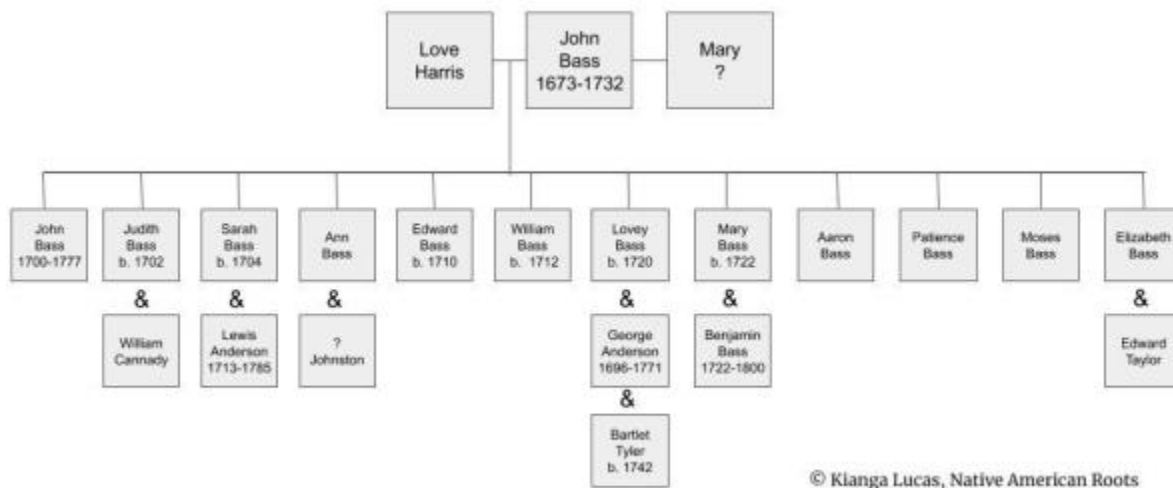 Love
Harris
John
Bass
1673-1732
Mary
?
John
Bass
1700-1777
Judith
Bass
b. 1702
Sarah
Bass
b. 1704
Ann
Bass
Edward
Bass
b. 1710
William
Bass
b. 1712
Lovey
Bass
b. 1720
Mary
Bass
b. 1722
Aaron
Bass
Patience
Bass
Moses
Bass
Elizabeth
Bass
&
&
&
&
&
&
William
Cannady
Lewis
Anderson
1713-1785
?
Johnston
George
Anderson
1696-1771
Benjamin
Bass
1722-1800
Edward
Taylor
&
Bartlet
Tyler
b. 1742
© Kianga Lucas, Native American Roots